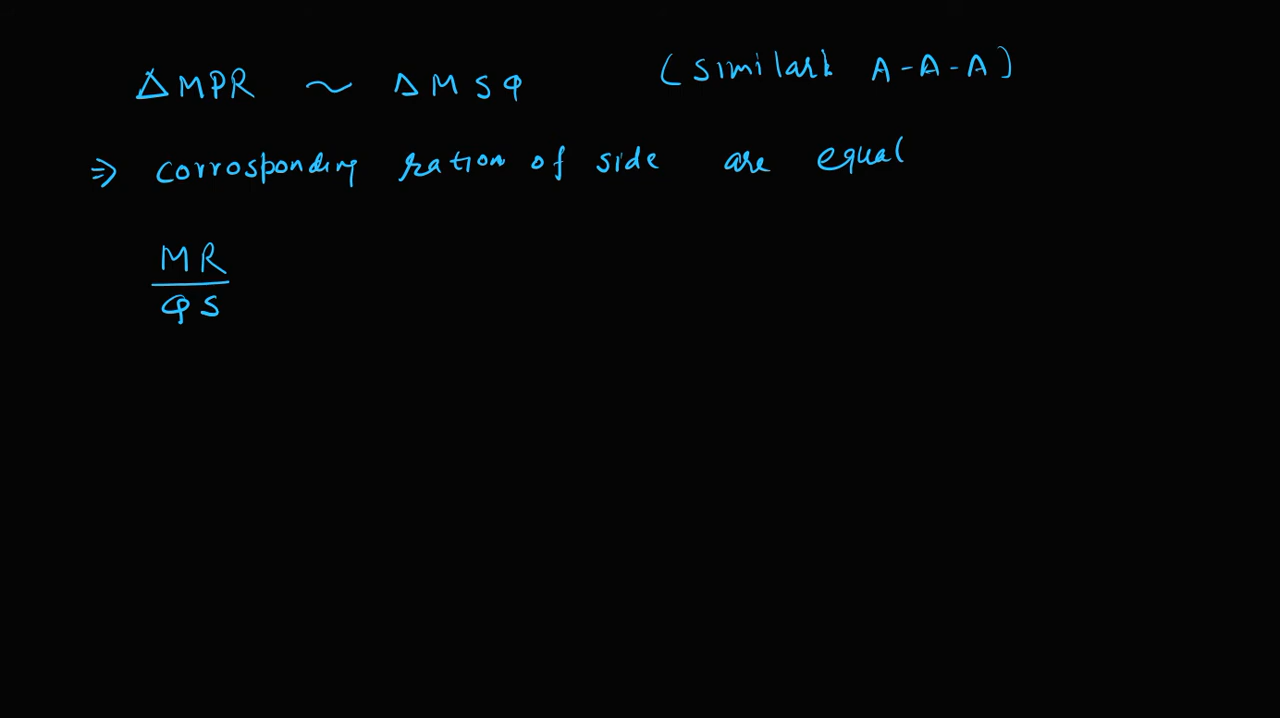 ΔMPR ~ ΔMSQ (similark A-A-A)
⇒ corrosponding ration of side are equal
MR
QS